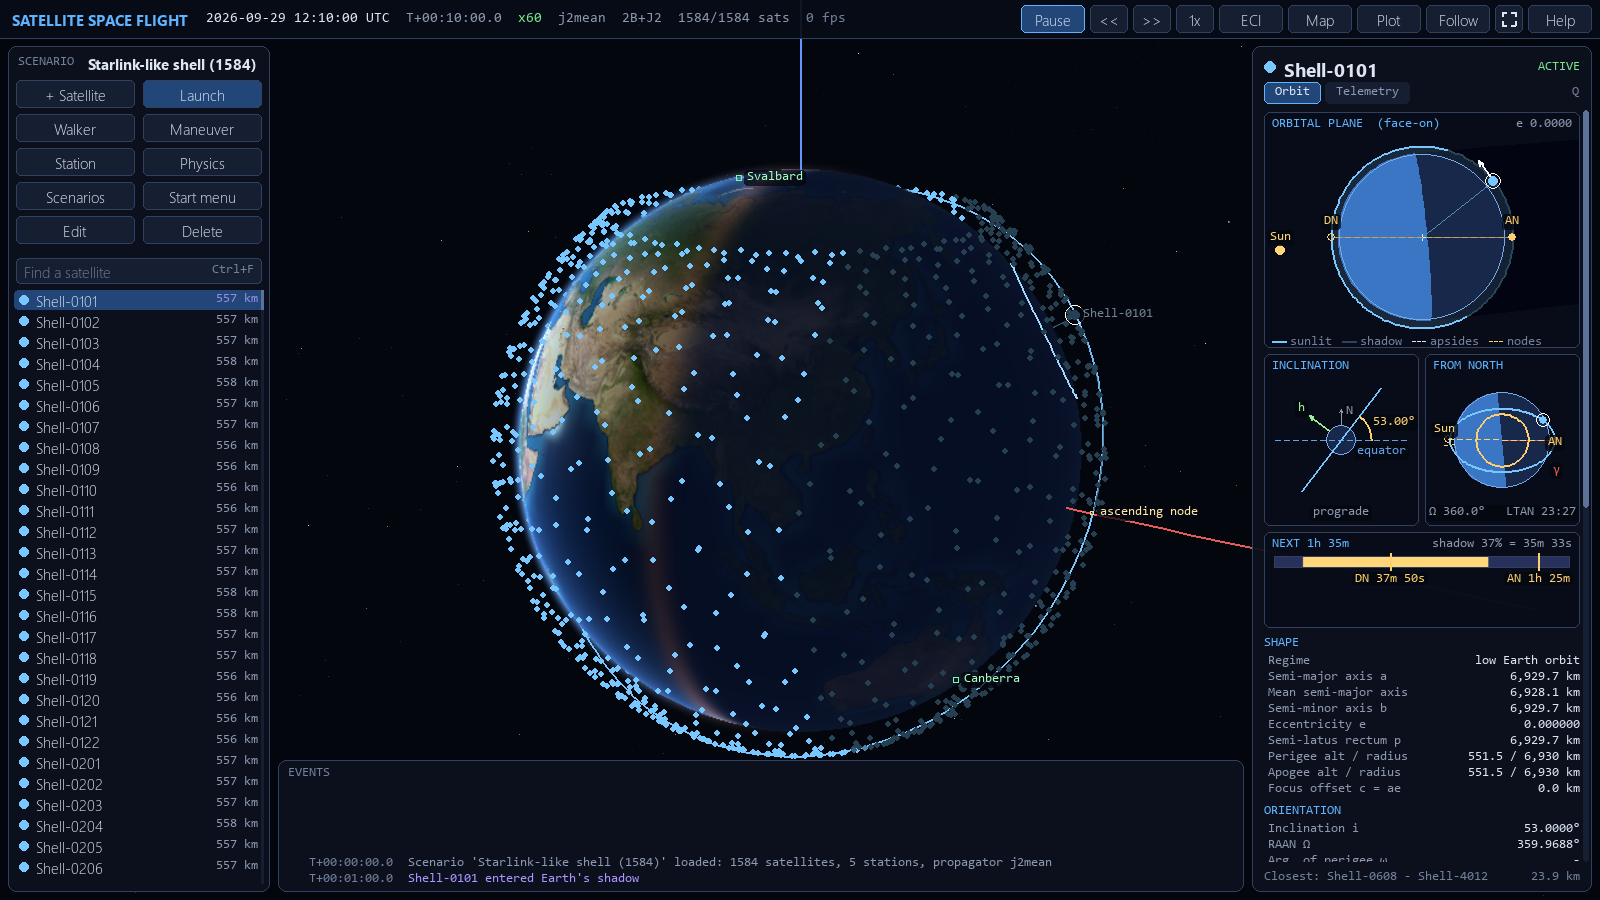 SATELLITE SPACE FLIGHT 2026-09-29 12:10:00 UTC T+00:10:00.0 x60 j2mean 2B+J2 1584/1584 sats 0 fps Pause << >> 1x ECI Map Plot Follow Help
SCENARIO Starlink-like shell (1584)
+ Satellite Launch
Walker Maneuver
Station Physics
Scenarios Start menu
Edit Delete
Find a satellite Ctrl+F
Shell-0101 557 km
Shell-0102 557 km
Shell-0103 557 km
Shell-0104 558 km
Shell-0105 558 km
Shell-0106 557 km
Shell-0107 557 km
Shell-0108 556 km
Shell-0109 556 km
Shell-0110 556 km
Shell-0111 556 km
Shell-0112 557 km
Shell-0113 557 km
Shell-0114 557 km
Shell-0115 558 km
Shell-0116 558 km
Shell-0117 557 km
Shell-0118 557 km
Shell-0119 556 km
Shell-0120 556 km
Shell-0121 556 km
Shell-0122 556 km
Shell-0201 557 km
Shell-0202 557 km
Shell-0203 557 km
Shell-0204 558 km
Shell-0205 557 km
Shell-0206 557 km
Svalbard
Shell-0101
ascending node
Canberra
EVENTS
T+00:00:00.0 Scenario 'Starlink-like shell (1584)' loaded: 1584 satellites, 5 stations, propagator j2mean
T+00:01:00.0 Shell-0101 entered Earth's shadow
Shell-0101 ACTIVE
Orbit Telemetry Q
ORBITAL PLANE (face-on) e 0.0000
DN AN
Sun
sunlit shadow apsides nodes
INCLINATION
h N
53.00°
equator
prograde
FROM NORTH
Sun
AN
γ
Ω 360.0° LTAN 23:27
NEXT 1h 35m shadow 37% = 35m 33s
DN 37m 50s AN 1h 25m
SHAPE
Regime low Earth orbit
Semi-major axis a 6,929.7 km
Mean semi-major axis 6,928.1 km
Semi-minor axis b 6,929.7 km
Eccentricity e 0.000000
Semi-latus rectum p 6,929.7 km
Perigee alt / radius 551.5 / 6,930 km
Apogee alt / radius 551.5 / 6,930 km
Focus offset c = ae 0.0 km
ORIENTATION
Inclination i 53.0000°
RAAN Ω 359.9688°
Arg. of perigee ω -
Closest: Shell-0608 - Shell-4012 23.9 km